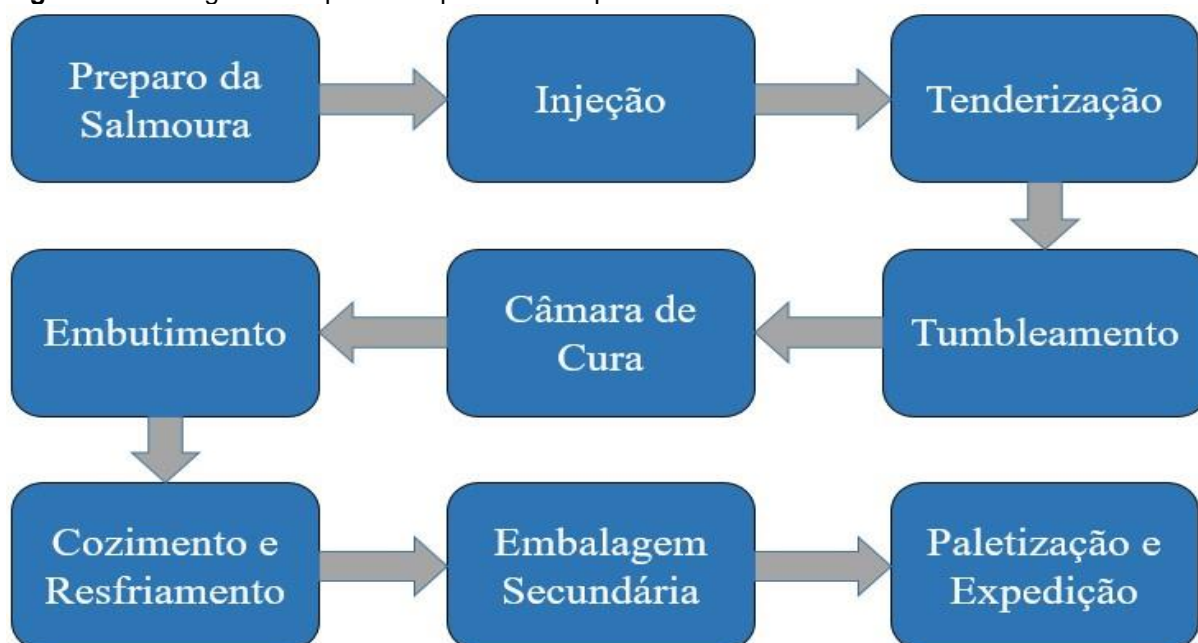 Preparo da
Salmoura
Injeção
Tenderização
Tumbleamento
Câmara de
Cura
Embutimento
Cozimento e
Resfriamento
Embalagem
Secundária
Paletização e
Expedição